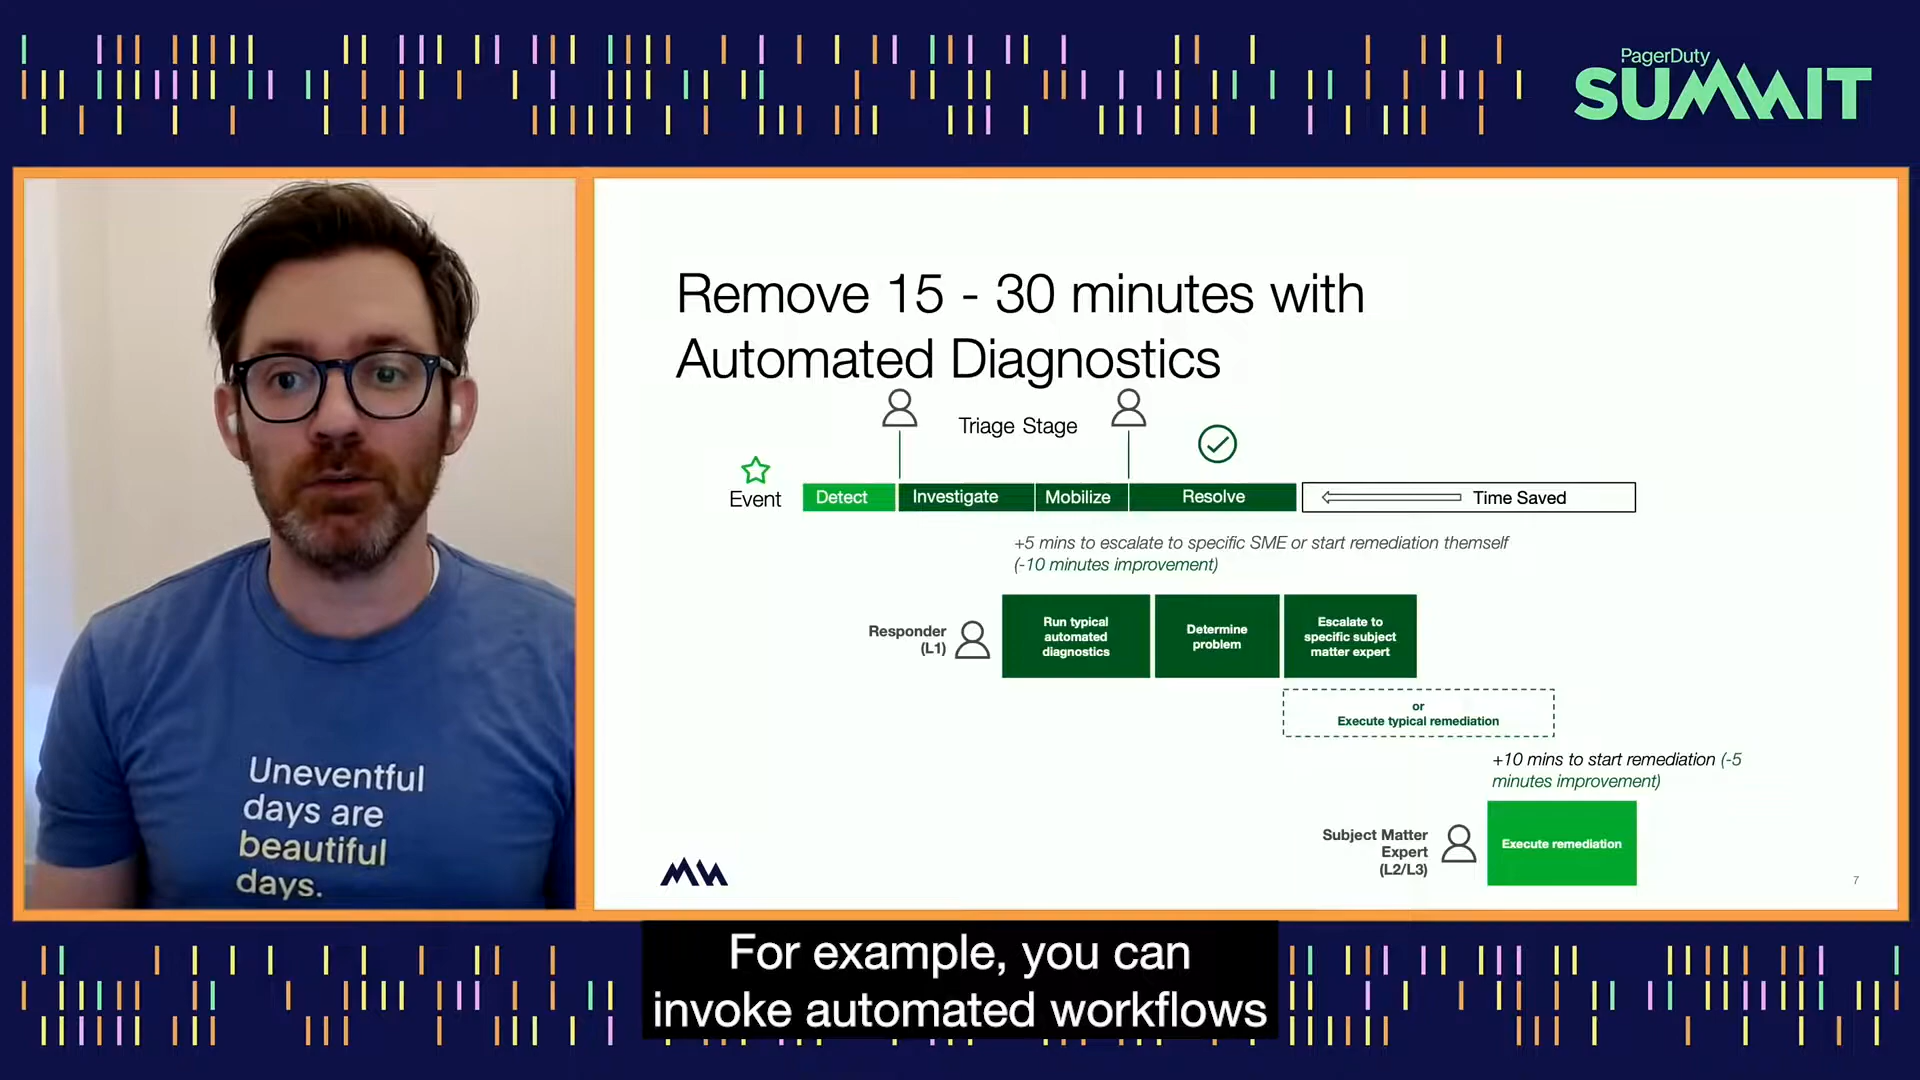 PagerDuty
SUMMIT
Remove 15 - 30 minutes with
Automated Diagnostics
Triage Stage
Event
Detect
Investigate
Mobilize
Resolve
Time Saved
+5 mins to escalate to specific SME or start remediation themself
(-10 minutes improvement)
Responder
(L1)
Run typical
automated
diagnostics
Determine
problem
Escalate to
specific subject
matter expert
or
Execute typical remediation
+10 mins to start remediation (-5
minutes improvement)
Subject Matter
Expert
(L2/L3)
Execute remediation
7
Uneventful
days are
beautiful
days.
For example, you can
invoke automated workflows